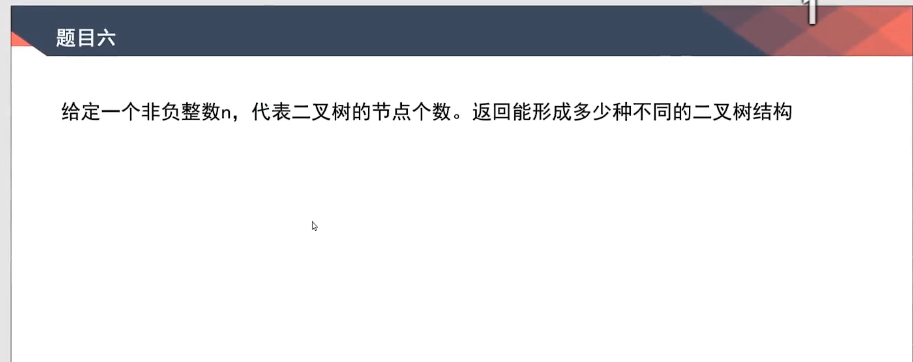 题目六
给定一个非负整数n，代表二叉树的节点个数。返回能形成多少种不同的二叉树结构